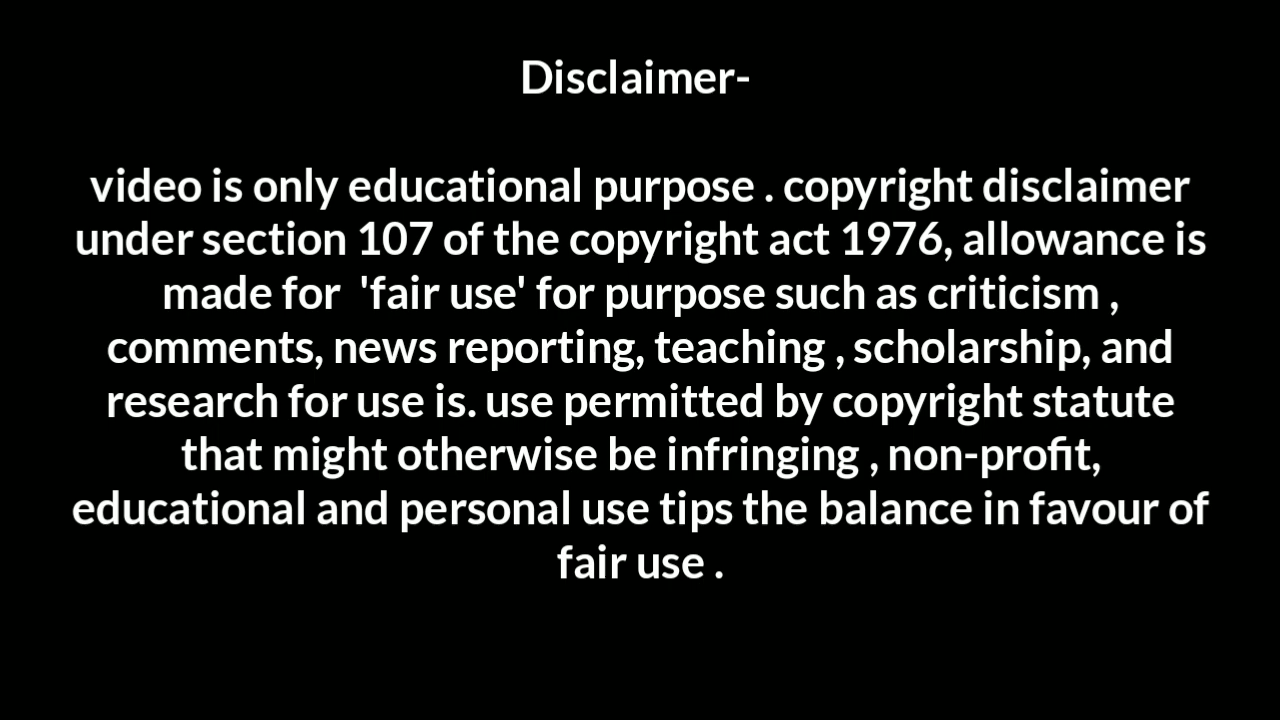 Disclaimer-
video is only educational purpose . copyright disclaimer
under section 107 of the copyright act 1976, allowance is
made for  'fair use' for purpose such as criticism ,
comments, news reporting, teaching , scholarship, and
research for use is. use permitted by copyright statute
that might otherwise be infringing , non-profit,
educational and personal use tips the balance in favour of
fair use .